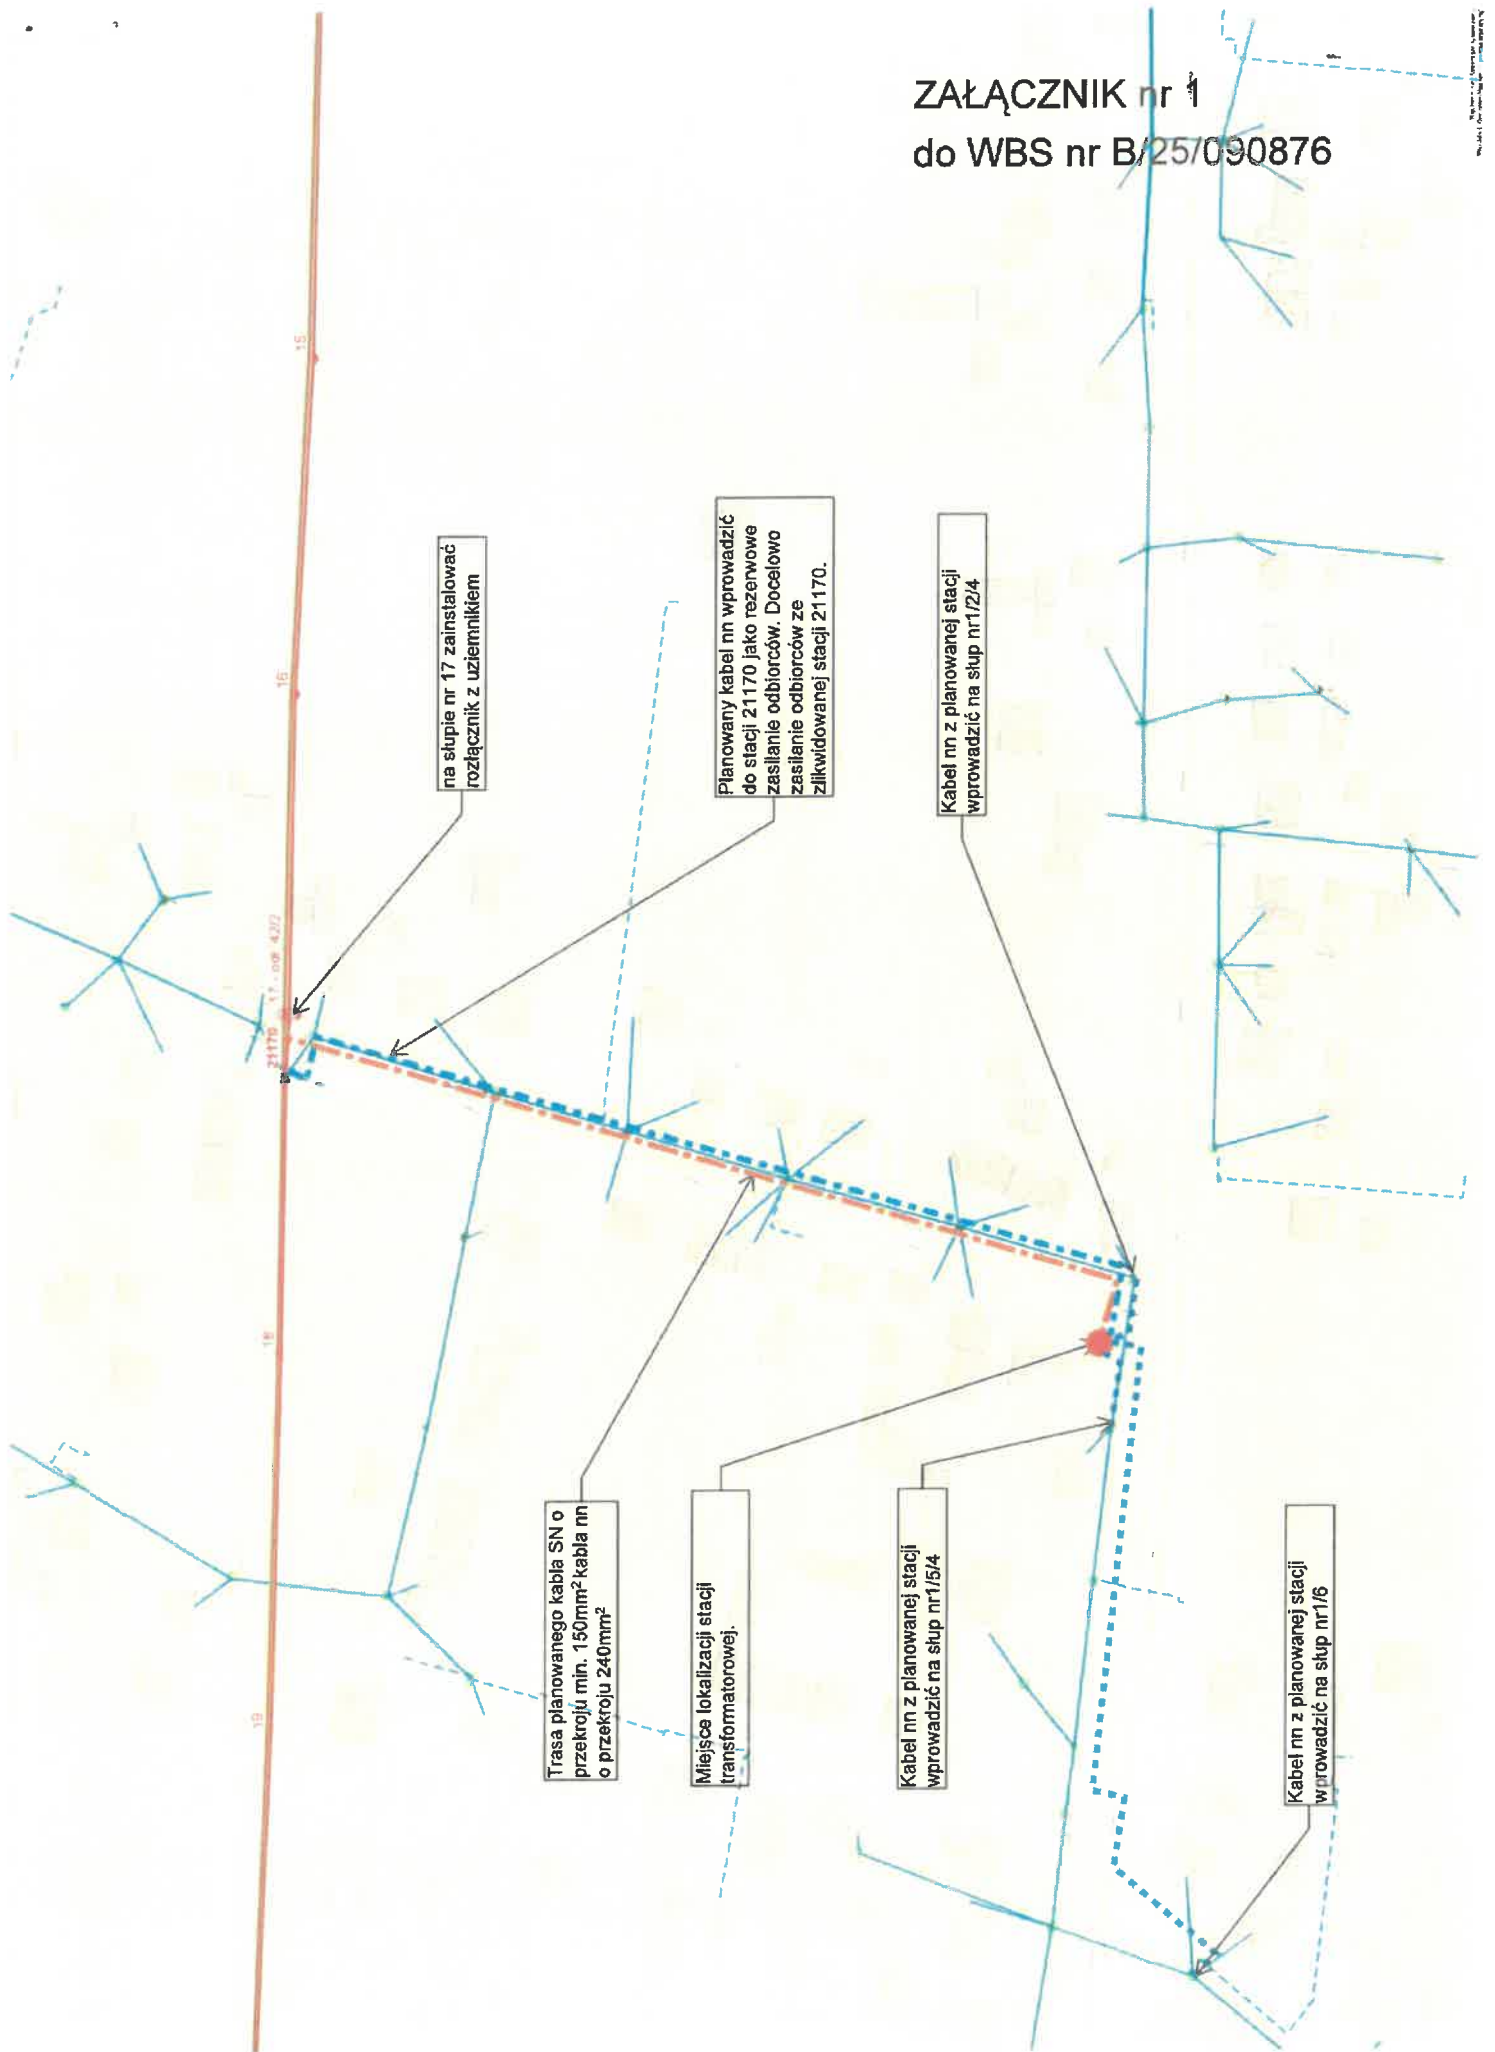 ZAŁĄCZNIK nr 1
do WBS nr B/25/090876
15
16
21170
17 - odł 42/2
18
19
na słupie nr 17 zainstalować
rozłącznik z uziemnikiem
Planowany kabel nn wprowadzić
do stacji 21170 jako rezerwowe
zasilanie odbiorców. Docelowo
zasilanie odbiorców ze
zlikwidowanej stacji 21170.
Kabel nn z planowanej stacji
wprowadzić na słup nr1/2/4
Trasa planowanego kabla SN o
przekroju min. 150mm² kabla nn
o przekroju 240mm²
Miejsce lokalizacji stacji
transformatorowej.
Kabel nn z planowanej stacji
wprowadzić na słup nr1/5/4
Kabel nn z planowanej stacji
wprowadzić na słup nr1/6